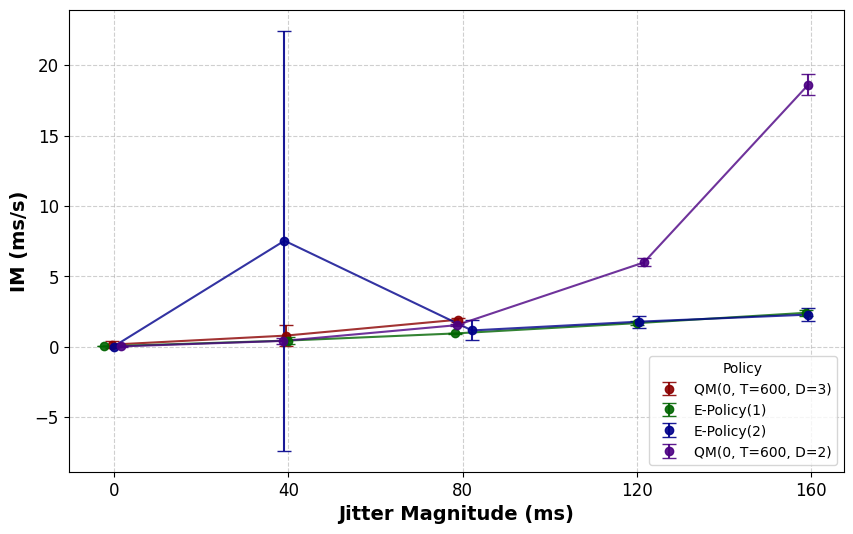 20
15
10
5
0
−5
IM (ms/s)
0
40
80
120
160
Jitter Magnitude (ms)
Policy
QM(0, T=600, D=3)
E-Policy(1)
E-Policy(2)
QM(0, T=600, D=2)